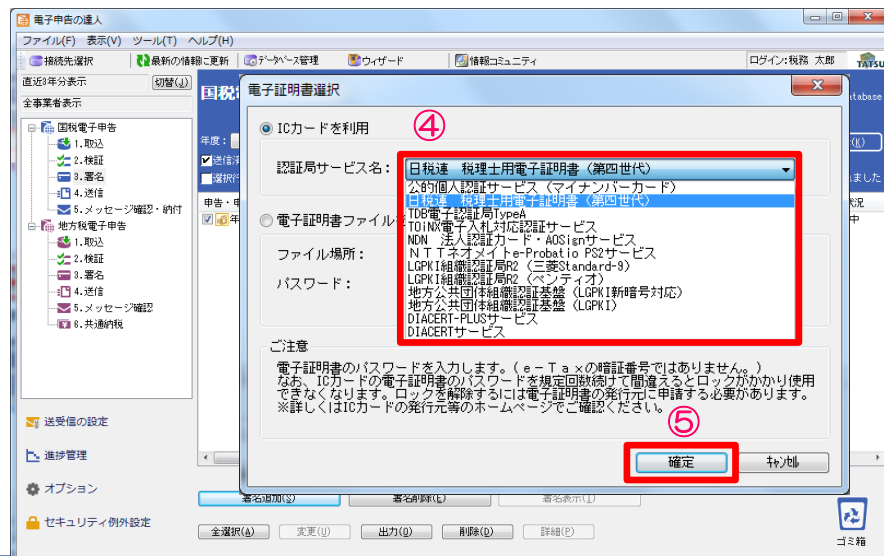 電子申告の達人
ファイル(F) 表示(V) ツール(T) ヘルプ(H)
接続先選択 最新の情報に更新 データベース管理 ウィザード 情報コミュニティ ログイン:税務 太郎
直近3年分表示 切替(J)
全事業者表示
国税電子申告
1.取込
2.検証
3.署名
4.送信
5.メッセージ確認・納付
地方税電子申告
1.取込
2.検証
3.署名
4.送信
5.メッセージ確認
6.共通納税
送受信の設定
進捗管理
オプション
セキュリティ例外設定
国税
年度:
電子証明書選択
ICカードを利用
④
認証局サービス名: 日税連 税理士用電子証明書(第四世代)
公的個人認証サービス(マイナンバーカード)
日税連 税理士用電子証明書(第四世代)
TDB電子認証局TypeA
TOiNX電子入札対応認証サービス
NDN 法人認証カード・AOSignサービス
NTTネオメイトe-Probatio PS2サービス
LGPKI組織認証局R2(三菱Standard-9)
LGPKI組織認証局R2(ベンティオ)
地方公共団体組織認証基盤(LGPKI新暗号対応)
地方公共団体組織認証基盤(LGPKI)
DIACERT-PLUSサービス
DIACERTサービス
電子証明書ファイルを
ファイル場所:
パスワード:
ご注意
電子証明書のパスワードを入力します。(e-Taxの暗証番号ではありません。)
なお、ICカードの電子証明書のパスワードを規定回数続けて間違えるとロックがかかり使用
できなくなります。ロックを解除するには電子証明書の発行元に申請する必要があります。
※詳しくはICカードの発行元等のホームページでご確認ください。
⑤
確定 キャンセル
署名追加(S) 署名削除(E) 署名表示(I)
全選択(A) 変更(U) 出力(O) 削除(D) 詳細(P)
ゴミ箱